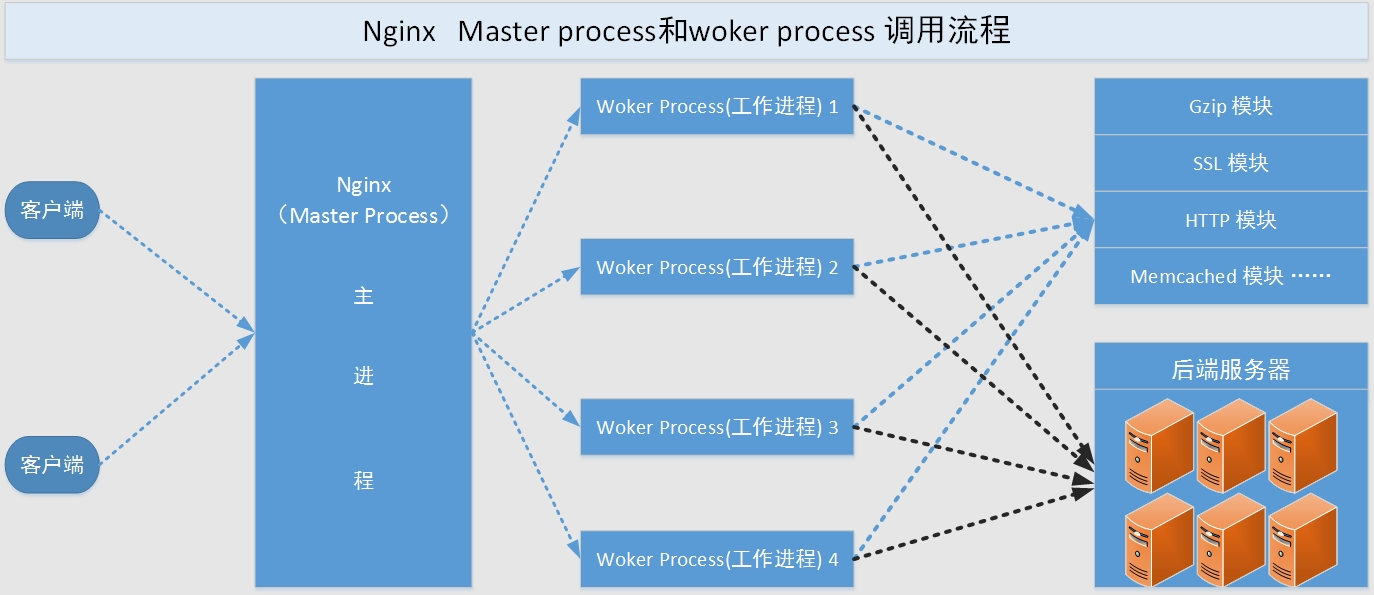 Nginx Master process和woker process 调用流程
客户端
客户端
Nginx
（Master Process）
主
进
程
Woker Process(工作进程) 1
Woker Process(工作进程) 2
Woker Process(工作进程) 3
Woker Process(工作进程) 4
Gzip 模块
SSL 模块
HTTP 模块
Memcached 模块 ……
后端服务器